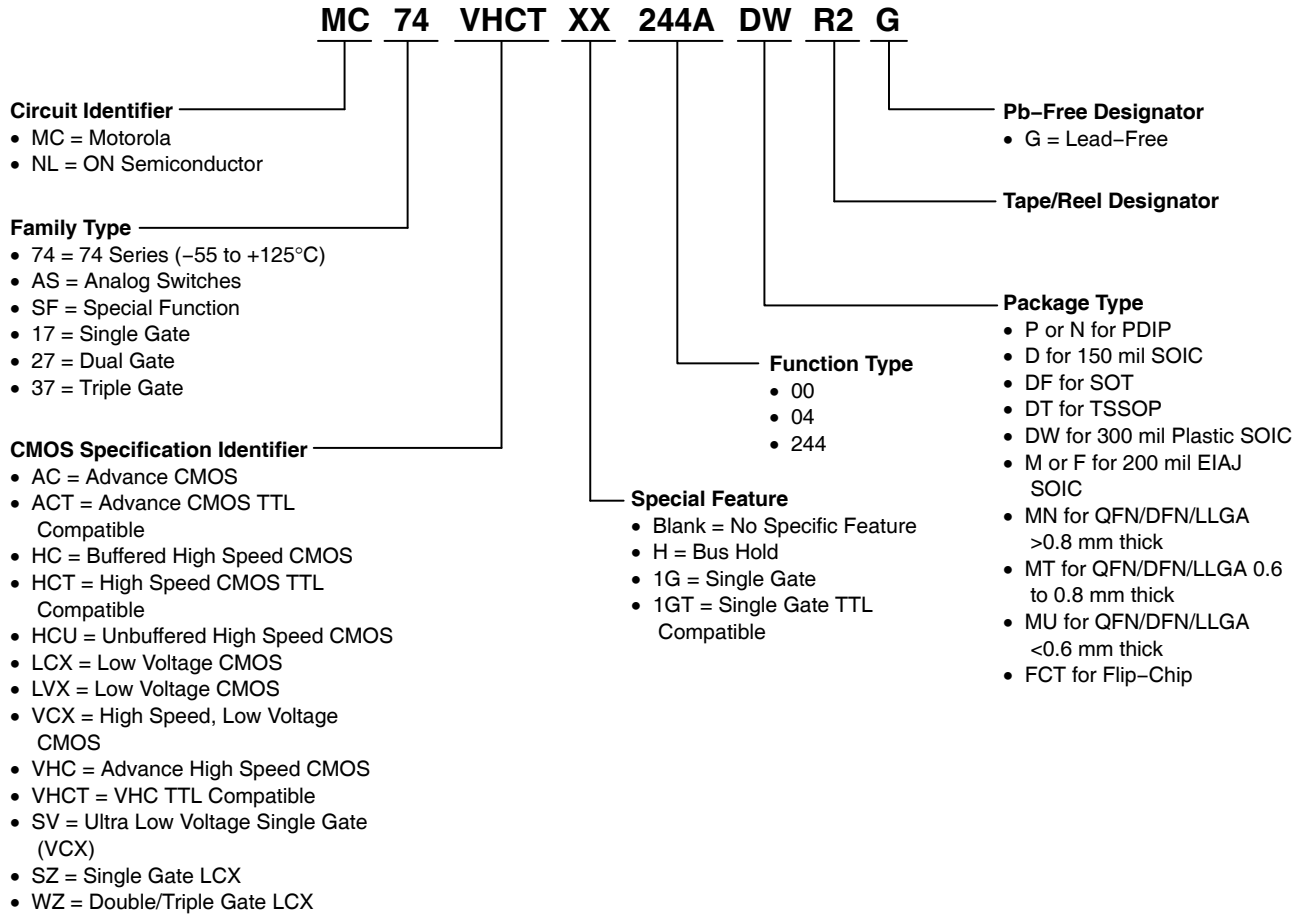 MC 74 VHCT XX 244A DW R2 G
Circuit Identifier
• MC = Motorola
• NL = ON Semiconductor
Family Type
• 74 = 74 Series (−55 to +125°C)
• AS = Analog Switches
• SF = Special Function
• 17 = Single Gate
• 27 = Dual Gate
• 37 = Triple Gate
CMOS Specification Identifier
• AC = Advance CMOS
• ACT = Advance CMOS TTL
Compatible
• HC = Buffered High Speed CMOS
• HCT = High Speed CMOS TTL
Compatible
• HCU = Unbuffered High Speed CMOS
• LCX = Low Voltage CMOS
• LVX = Low Voltage CMOS
• VCX = High Speed, Low Voltage
CMOS
• VHC = Advance High Speed CMOS
• VHCT = VHC TTL Compatible
• SV = Ultra Low Voltage Single Gate
(VCX)
• SZ = Single Gate LCX
• WZ = Double/Triple Gate LCX
Special Feature
• Blank = No Specific Feature
• H = Bus Hold
• 1G = Single Gate
• 1GT = Single Gate TTL
Compatible
Function Type
• 00
• 04
• 244
Pb−Free Designator
• G = Lead−Free
Tape/Reel Designator
Package Type
• P or N for PDIP
• D for 150 mil SOIC
• DF for SOT
• DT for TSSOP
• DW for 300 mil Plastic SOIC
• M or F for 200 mil EIAJ
SOIC
• MN for QFN/DFN/LLGA
>0.8 mm thick
• MT for QFN/DFN/LLGA 0.6
to 0.8 mm thick
• MU for QFN/DFN/LLGA
<0.6 mm thick
• FCT for Flip−Chip